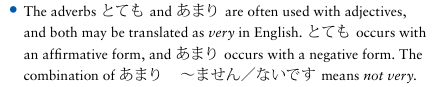 • The adverbs とても and あまり are often used with adjectives,
and both may be translated as very in English. とても occurs with
an affirmative form, and あまり occurs with a negative form. The
combination of あまり　〜ません／ないです means not very.